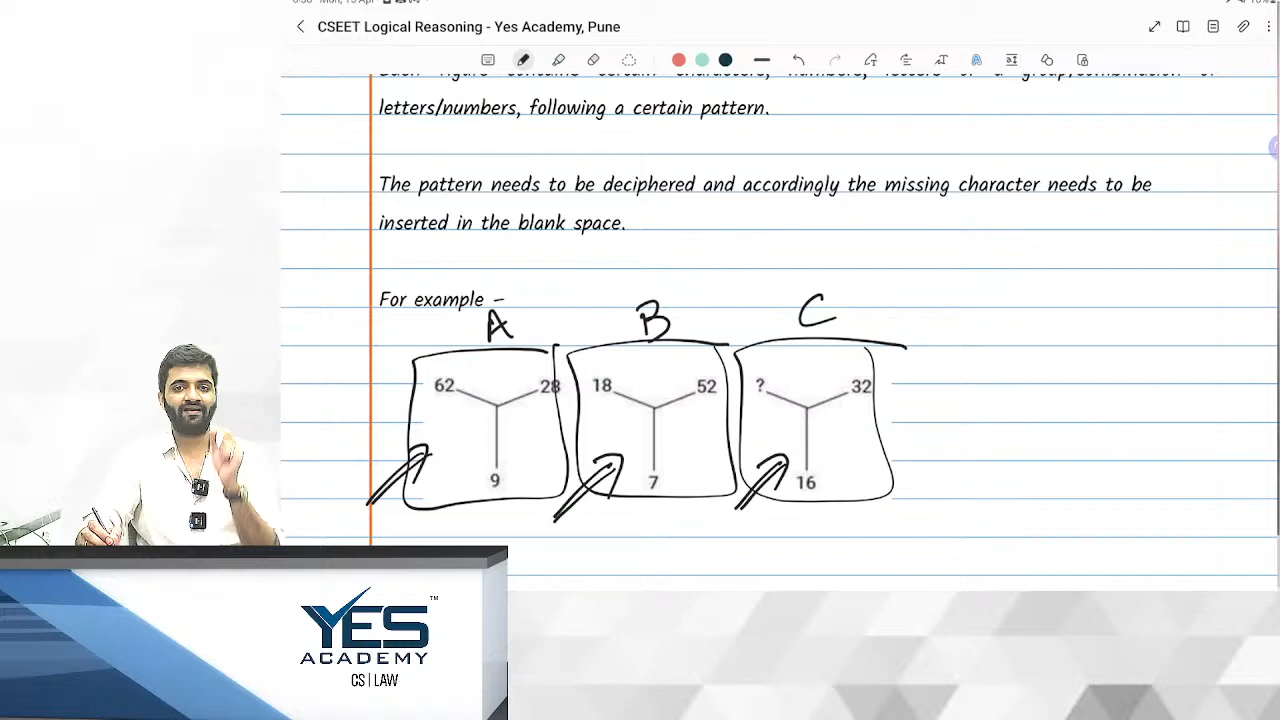 CSEET Logical Reasoning - Yes Academy, Pune
letters/numbers, following a certain pattern.
The pattern needs to be deciphered and accordingly the missing character needs to be
inserted in the blank space.
For example -
A B C
62 28 18 52 ? 32
9 7 16
YES™
ACADEMY
CS | LAW